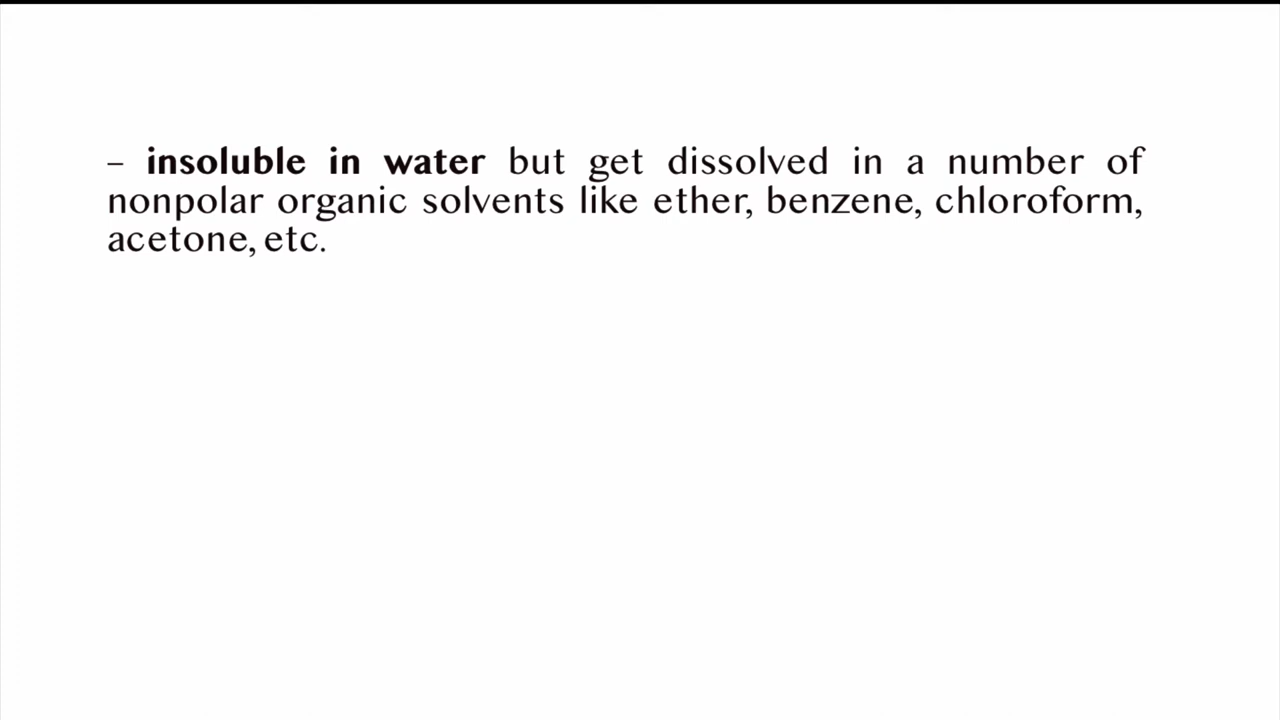 – insoluble in water but get dissolved in a number of
nonpolar organic solvents like ether, benzene, chloroform,
acetone, etc.